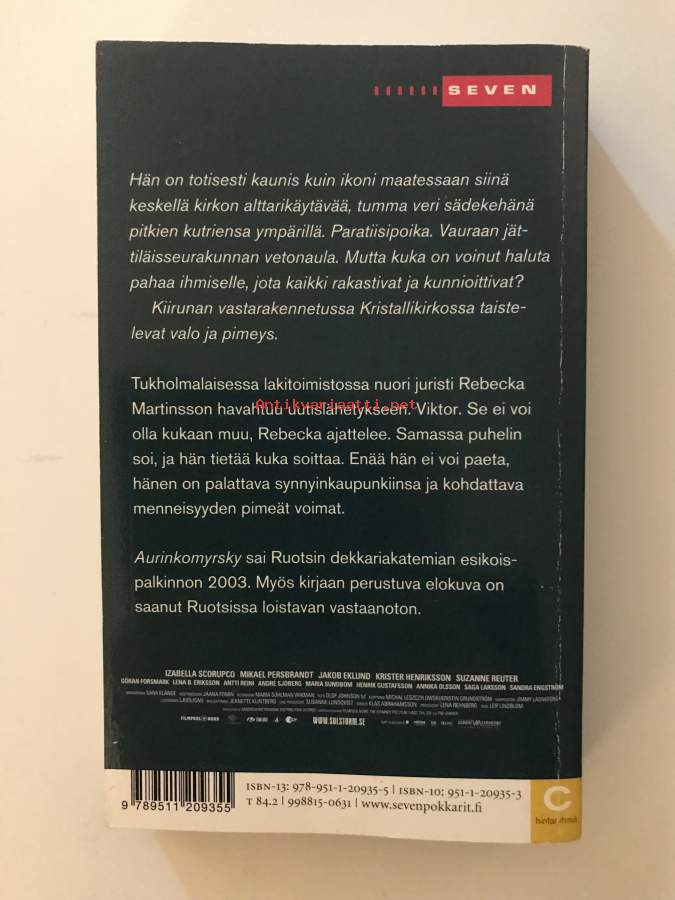 SEVEN
Hän on totisesti kaunis kuin ikoni maatessaan siinä
keskellä kirkon alttarikäytävää, tumma veri sädekehänä
pitkien kutriensa ympärillä. Paratiisipoika. Vauraan jät-
tiläisseurakunnan vetonaula. Mutta kuka on voinut haluta
pahaa ihmiselle, jota kaikki rakastivat ja kunnioittivat?
Kiirunan vastarakennetussa Kristallikirkossa taiste-
levat valo ja pimeys.
Tukholmalaisessa lakitoimistossa nuori juristi Rebecka
Martinsson havahtuu uutislähetykseen. Viktor. Se ei voi
Antikvariaatti.net
olla kukaan muu, Rebecka ajattelee. Samassa puhelin
soi, ja hän tietää kuka soittaa. Enää hän ei voi paeta,
hänen on palattava synnyinkaupunkiinsa ja kohdattava
menneisyyden pimeät voimat.
Aurinkomyrsky sai Ruotsin dekkariakatemian esikois-
palkinnon 2003. Myös kirjaan perustuva elokuva on
saanut Ruotsissa loistavan vastaanoton.
IZABELLA SCORUPCO MIKAEL PERSBRANDT JAKOB EKLUND KRISTER HENRIKSSON SUZANNE REUTER
GÖRAN FORSMARK LENA B. ERIKSSON ANTTI REINI ANDRÉ SJÖBERG MARIA SUNDBOM HENRIK GUSTAFSSON ANNIKA OLSSON SAGA LARSSON SANDRA ENGSTRÖM
WWW.SOLSTORM.SE
ISBN-13: 978-951-1-20935-5 | ISBN-10: 951-1-20935-3
T 84.2 | 998815-0631 | www.sevenpokkarit.fi
9 789511 209355
C
hintaryhmä